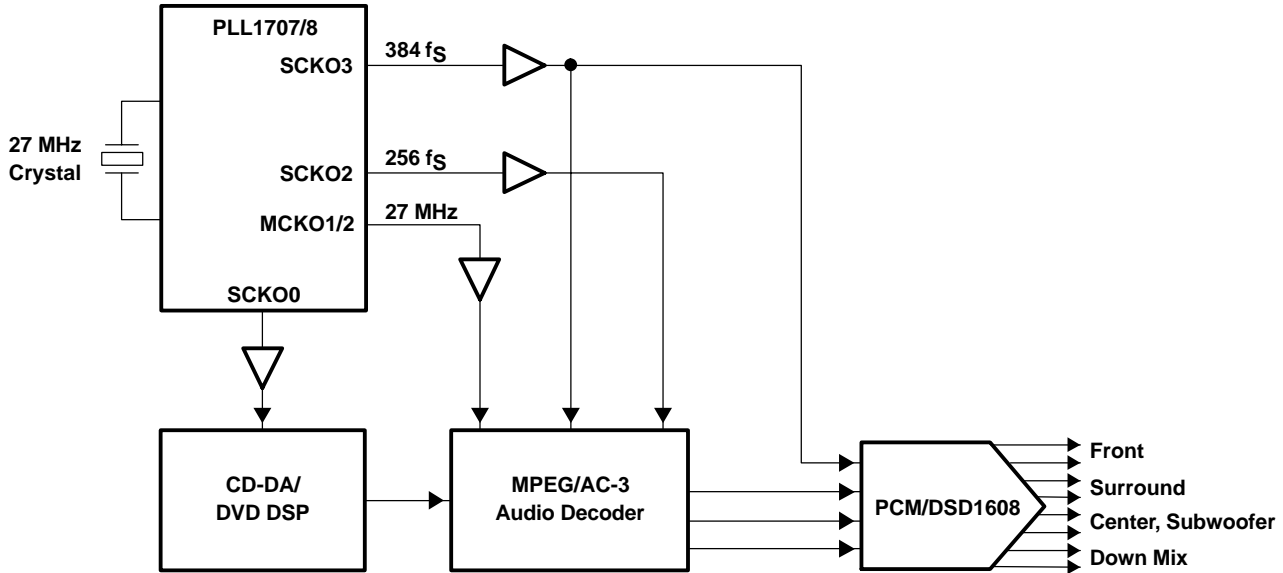 PLL1707/8
SCKO3
384 fS
27 MHz
Crystal
SCKO2
256 fS
MCKO1/2
27 MHz
SCKO0
CD-DA/
DVD DSP
MPEG/AC-3
Audio Decoder
PCM/DSD1608
Front
Surround
Center, Subwoofer
Down Mix